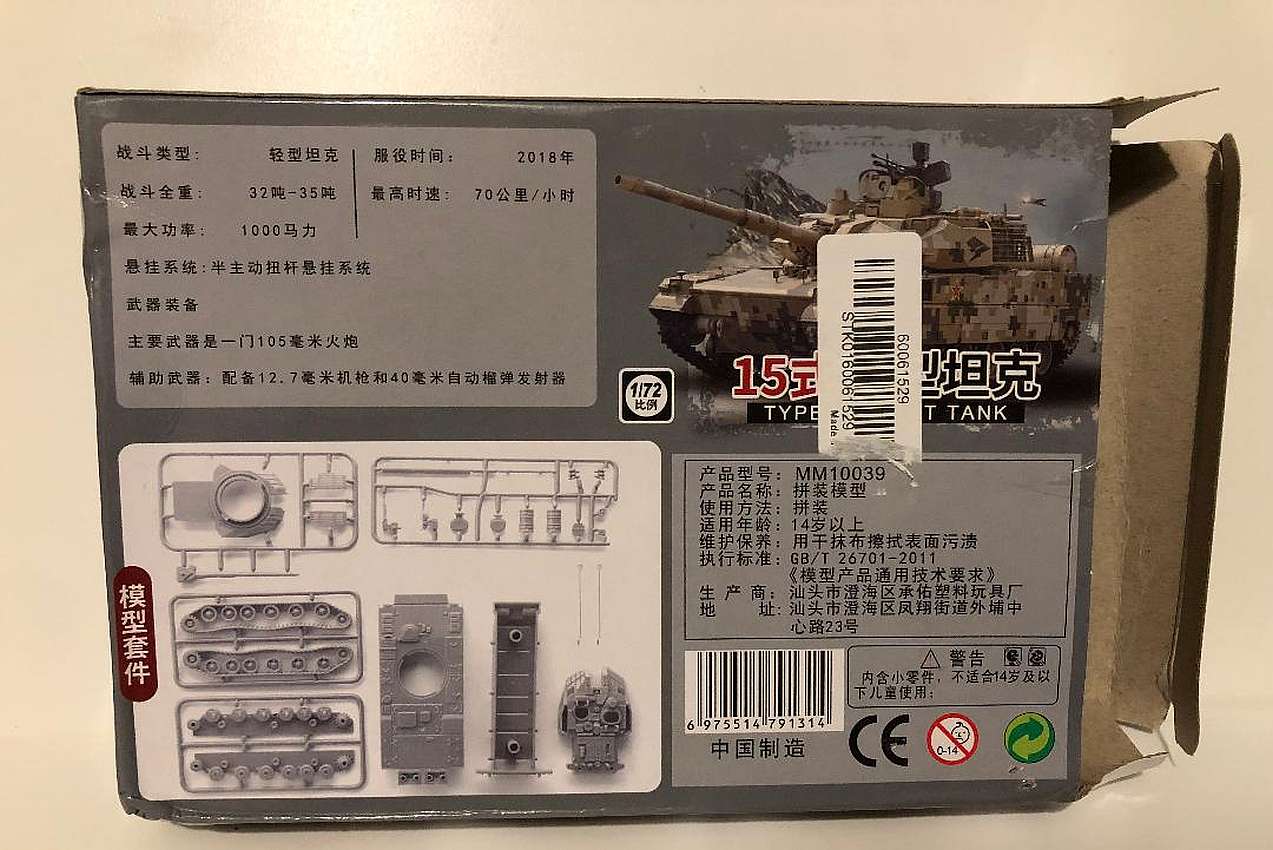 战斗类型: 轻型坦克
服役时间: 2018年
战斗全重: 32吨-35吨
最高时速: 70公里/小时
最大功率: 1000马力
悬挂系统:半主动扭杆悬挂系统
武器装备
主要武器是一门105毫米火炮
辅助武器: 配备12.7毫米机枪和40毫米自动榴弹发射器
1/72
比例
15式 型坦克
TYPE T TANK
STK0160061529
60061529
Made
模型套件
产品型号: MM10039
产品名称: 拼装模型
使用方法: 拼装
适用年龄: 14岁以上
维护保养: 用干抹布擦拭表面污渍
执行标准: GB/T 26701-2011
《模型产品通用技术要求》
生 产 商: 汕头市澄海区承佑塑料玩具厂
地 址: 汕头市澄海区凤翔街道外埔中
心路23号
警告
内含小零件, 不适合14岁及以
下儿童使用:
6 975514 791314
中国制造
CE
0-14